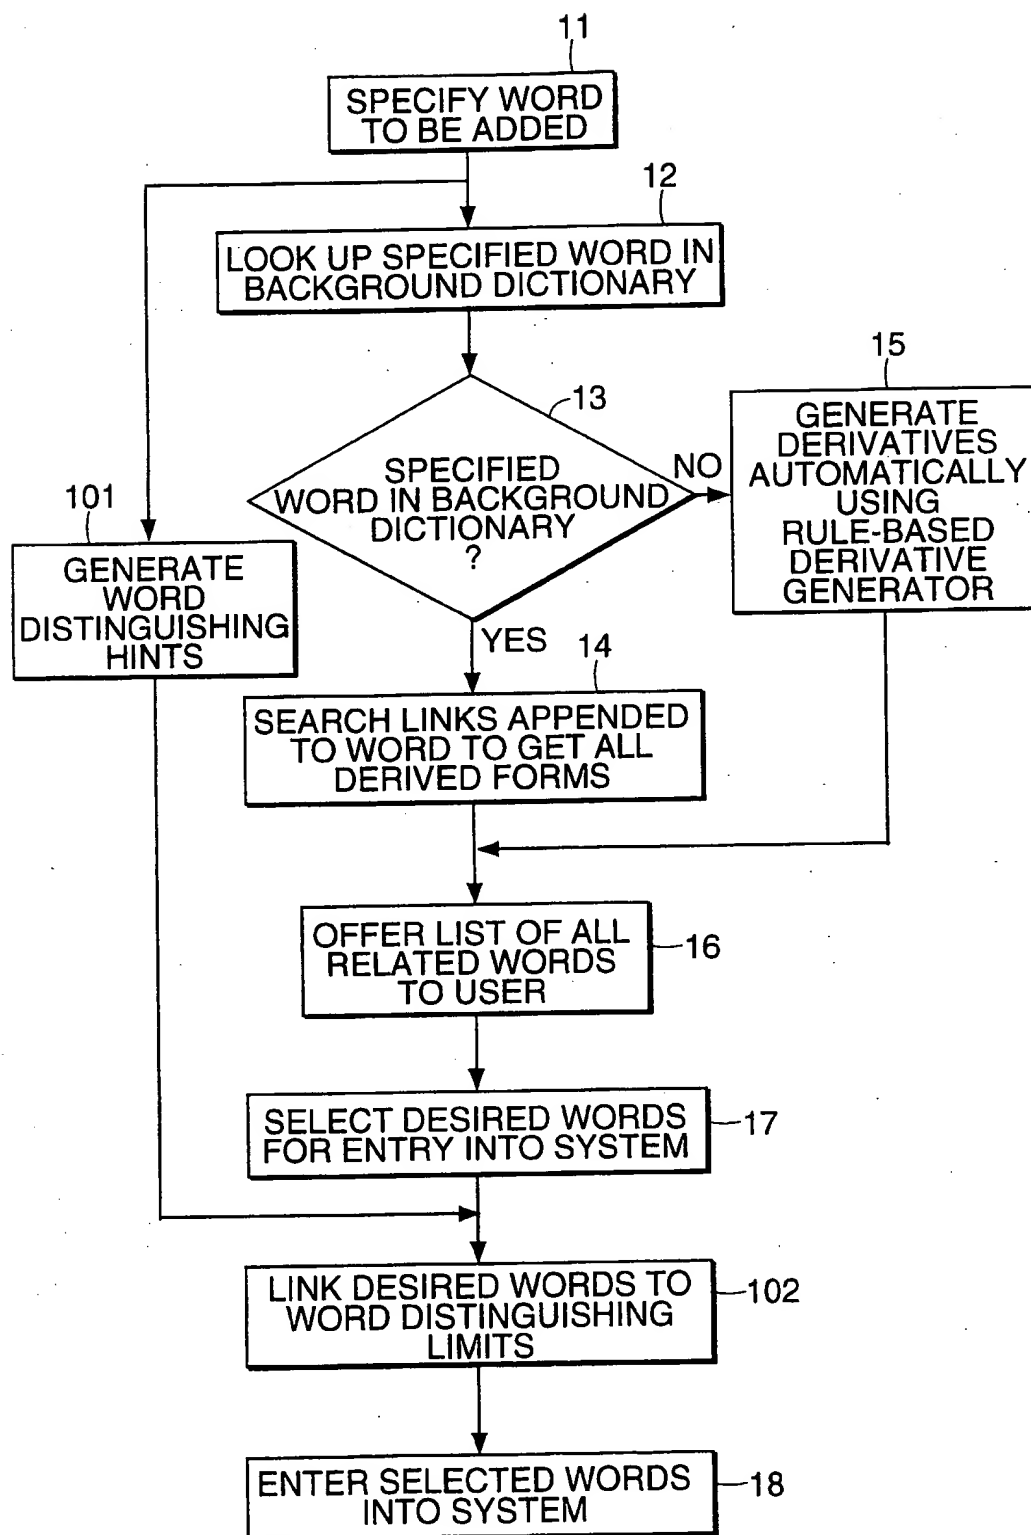 11
SPECIFY WORD
TO BE ADDED
12
LOOK UP SPECIFIED WORD IN
BACKGROUND DICTIONARY
13
SPECIFIED
WORD IN BACKGROUND
DICTIONARY
?
NO
YES
15
GENERATE
DERIVATIVES
AUTOMATICALLY
USING
RULE-BASED
DERIVATIVE
GENERATOR
101
GENERATE
WORD
DISTINGUISHING
HINTS
14
SEARCH LINKS APPENDED
TO WORD TO GET ALL
DERIVED FORMS
OFFER LIST OF ALL
RELATED WORDS
TO USER
16
SELECT DESIRED WORDS
FOR ENTRY INTO SYSTEM
17
LINK DESIRED WORDS TO
WORD DISTINGUISHING
LIMITS
102
ENTER SELECTED WORDS
INTO SYSTEM
18